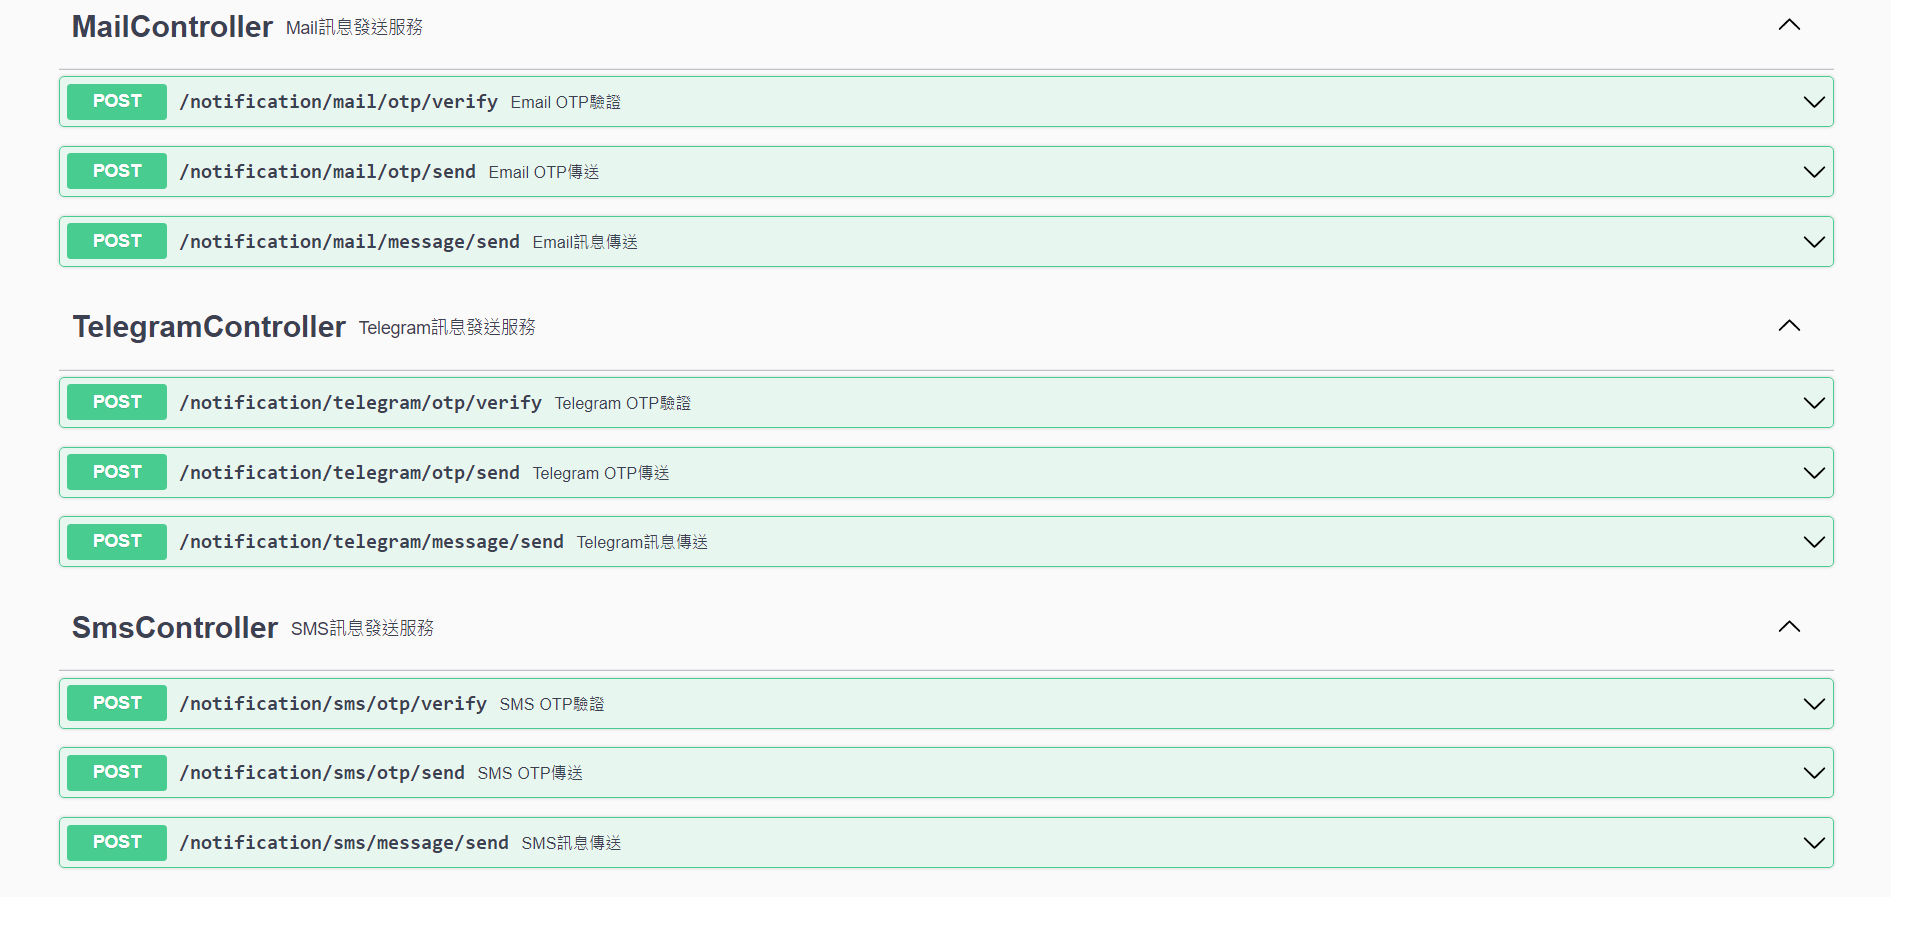 MailController Mail訊息發送服務
POST /notification/mail/otp/verify Email OTP驗證
POST /notification/mail/otp/send Email OTP傳送
POST /notification/mail/message/send Email訊息傳送
TelegramController Telegram訊息發送服務
POST /notification/telegram/otp/verify Telegram OTP驗證
POST /notification/telegram/otp/send Telegram OTP傳送
POST /notification/telegram/message/send Telegram訊息傳送
SmsController SMS訊息發送服務
POST /notification/sms/otp/verify SMS OTP驗證
POST /notification/sms/otp/send SMS OTP傳送
POST /notification/sms/message/send SMS訊息傳送